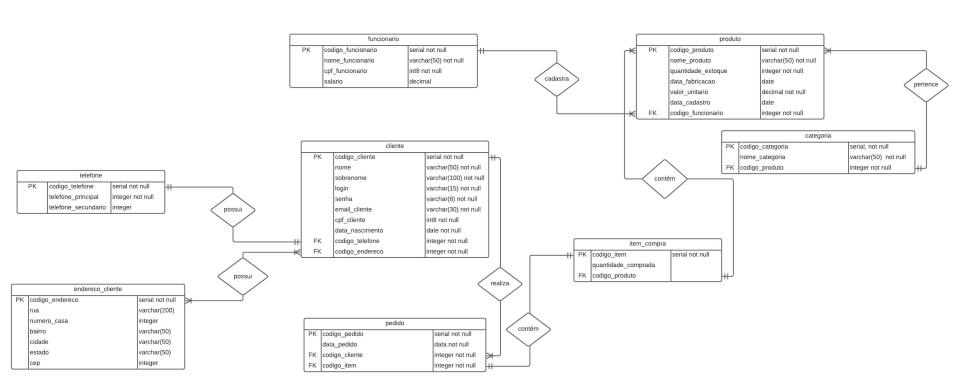 funcionario
PK codigo_funcionario serial not null
nome_funcionario varchar(50) not null
cpf_funcionario int8 not null
salario decimal
cadastra
produto
PK codigo_produto serial not null
nome_produto varchar(50) not null
quantidade_estoque integer not null
data_fabricacao date
valor_unitario decimal not null
data_cadastro date
FK codigo_funcionario integer not null
pertence
categoria
PK codigo_categoria serial, not null
nome_categoria varchar(50) not null
FK codigo_produto integer not null
cliente
PK codigo_cliente serial not null
nome varchar(50) not null
sobrenome varchar(100) not null
login varchar(15) not null
senha varchar(8) not null
email_cliente varchar(30) not null
cpf_cliente int8 not null
data_nascimento date not null
FK codigo_telefone integer not null
FK codigo_endereco integer not null
telefone
PK codigo_telefone serial not null
telefone_principal integer not null
telefone_secundario integer
possui
contém
item_compra
PK codigo_item serial not null
quantidade_comprada
FK codigo_produto
possui
realiza
endereco_cliente
PK codigo_endereco serial not null
rua varchar(200)
numero_casa integer
bairro varchar(50)
cidade varchar(50)
estado varchar(50)
cep integer
pedido
PK codigo_pedido serial not null
data_pedido data not null
FK codigo_cliente integer not null
FK codigo_item integer not null
contém